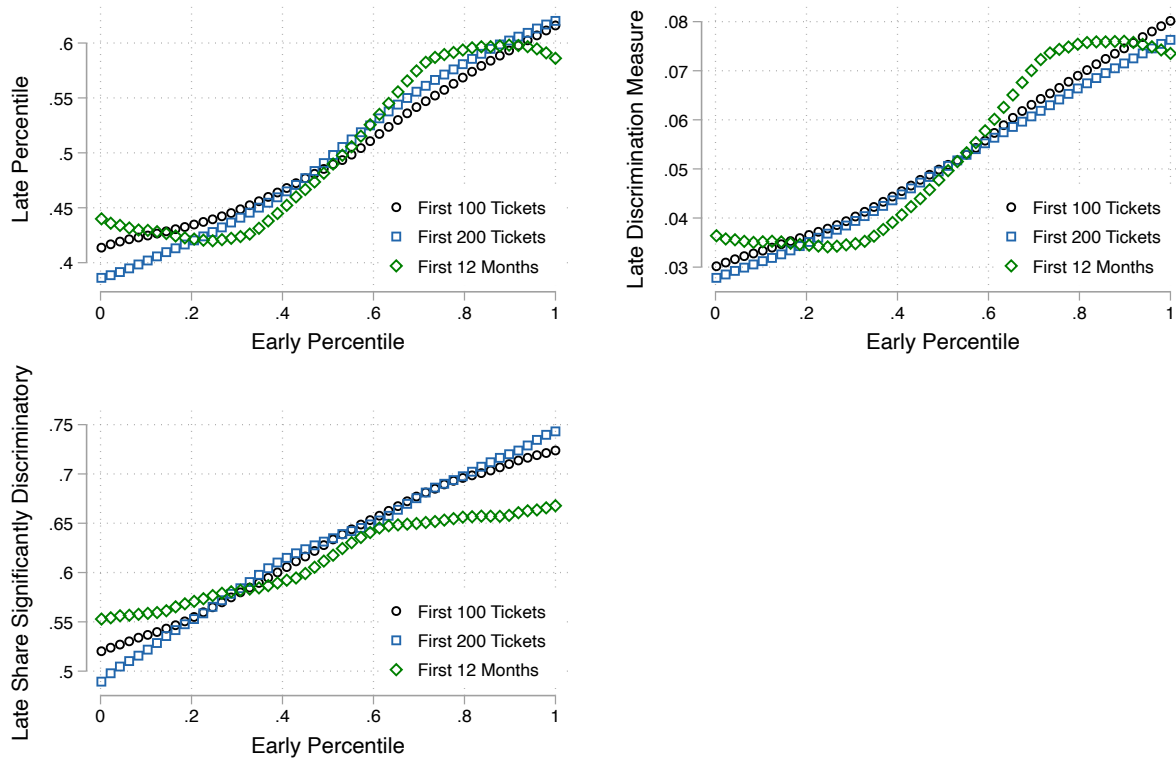 Late Percentile
.6
.55
.5
.45
.4
0 .2 .4 .6 .8 1
Early Percentile
First 100 Tickets
First 200 Tickets
First 12 Months
Late Discrimination Measure
.08
.07
.06
.05
.04
.03
0 .2 .4 .6 .8 1
Early Percentile
First 100 Tickets
First 200 Tickets
First 12 Months
Late Share Significantly Discriminatory
.75
.7
.65
.6
.55
.5
0 .2 .4 .6 .8 1
Early Percentile
First 100 Tickets
First 200 Tickets
First 12 Months